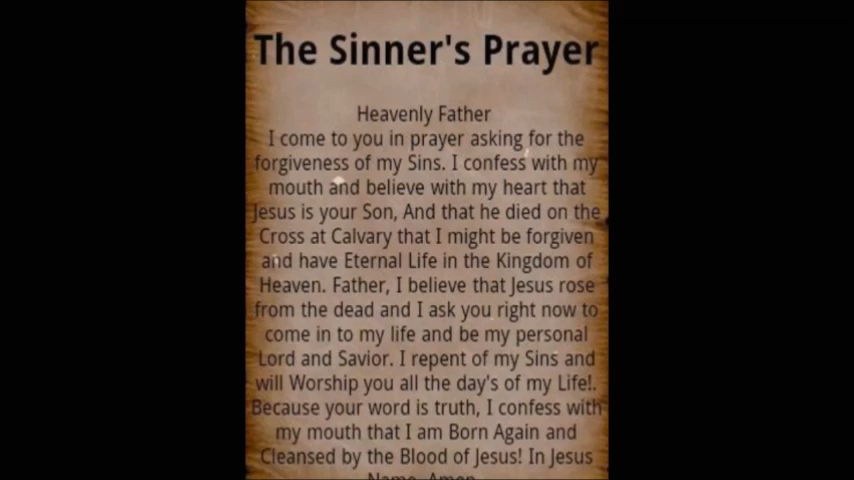 The Sinner's Prayer
Heavenly Father
I come to you in prayer asking for the
forgiveness of my Sins. I confess with my
mouth and believe with my heart that
Jesus is your Son, And that he died on the
Cross at Calvary that I might be forgiven
and have Eternal Life in the Kingdom of
Heaven. Father, I believe that Jesus rose
from the dead and I ask you right now to
come in to my life and be my personal
Lord and Savior. I repent of my Sins and
will Worship you all the day's of my Life!.
Because your word is truth, I confess with
my mouth that I am Born Again and
Cleansed by the Blood of Jesus! In Jesus
Name, Amen.